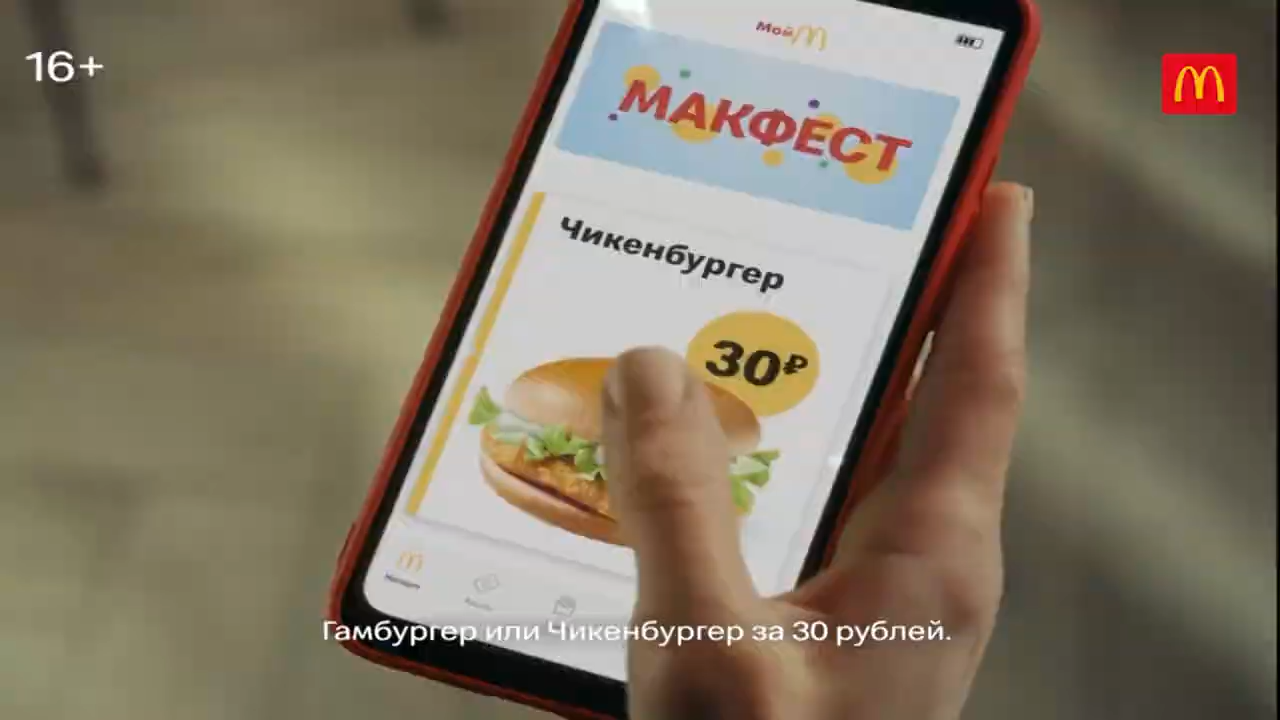 16+
Мой
МАКФЕСТ
Чикенбургер
30₽
Гамбургер или Чикенбургер за 30 рублей.